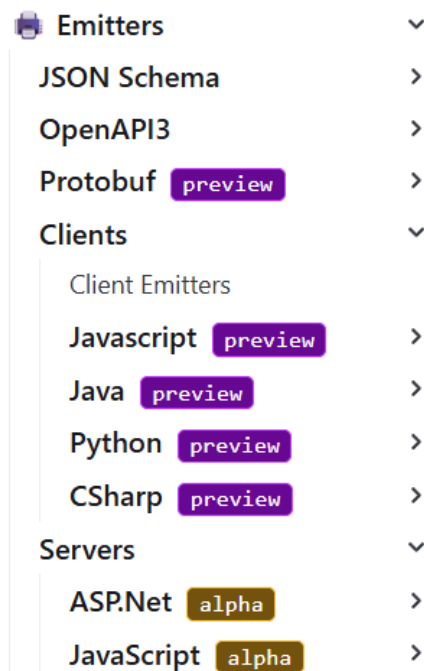 Emitters
JSON Schema
OpenAPI3
Protobuf preview
Clients
Client Emitters
Javascript preview
Java preview
Python preview
CSharp preview
Servers
ASP.Net alpha
JavaScript alpha